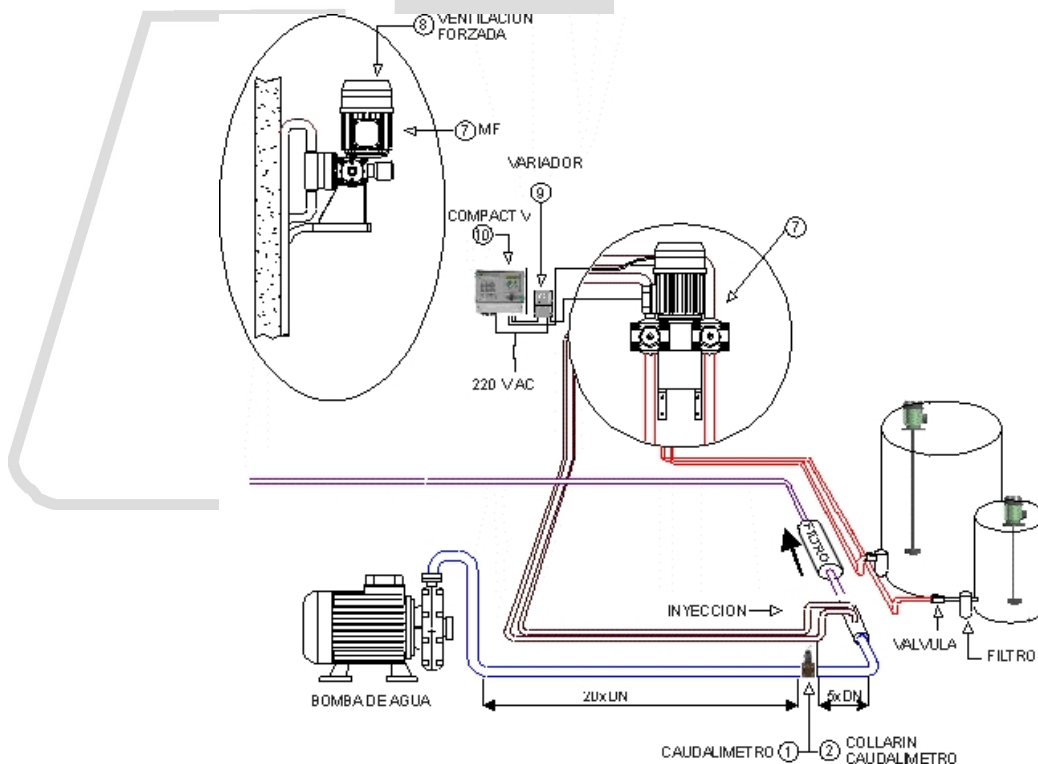 8 VENTILACION
FORZADA
7 MF
VARIADOR
9
COMPACT V
10
7
220 VAC
FILTRO
INYECCION
VALVULA
FILTRO
BOMBA DE AGUA
20xDN
5xDN
CAUDALIMETRO 1
2 COLLARIN
CAUDALIMETRO